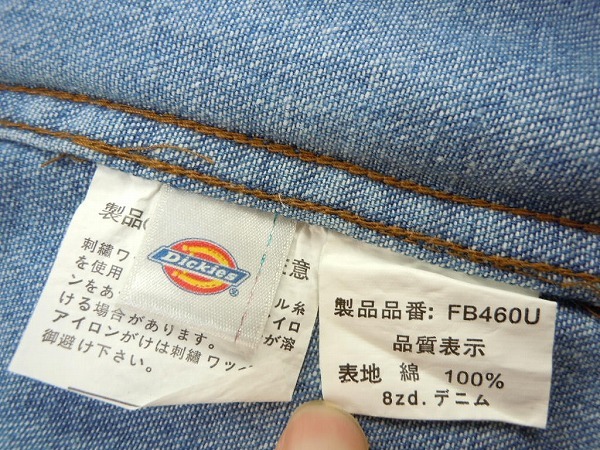 製品
意
刺繍ワッ
ル糸
を使用
ンをあ
イロ
ける場合があります。
が溶
アイロンがけは刺繍ワッ
御避け下さい。
Dickies
製品品番: FB460U
品質表示
表地 綿 100%
8zd. デニム